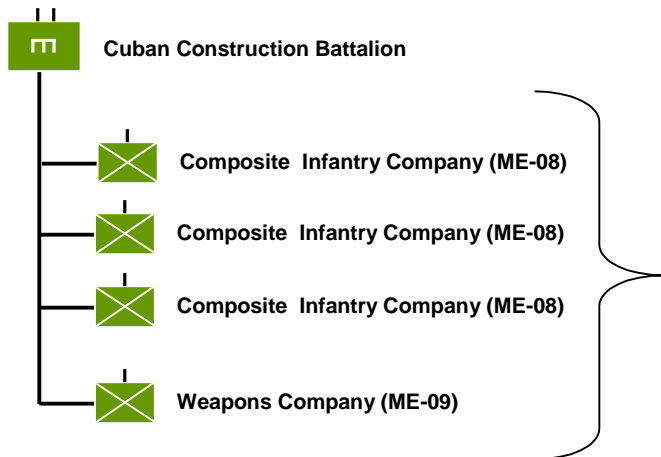 Cuban Construction Battalion
Composite Infantry Company (ME-08)
Composite Infantry Company (ME-08)
Composite Infantry Company (ME-08)
Weapons Company (ME-09)